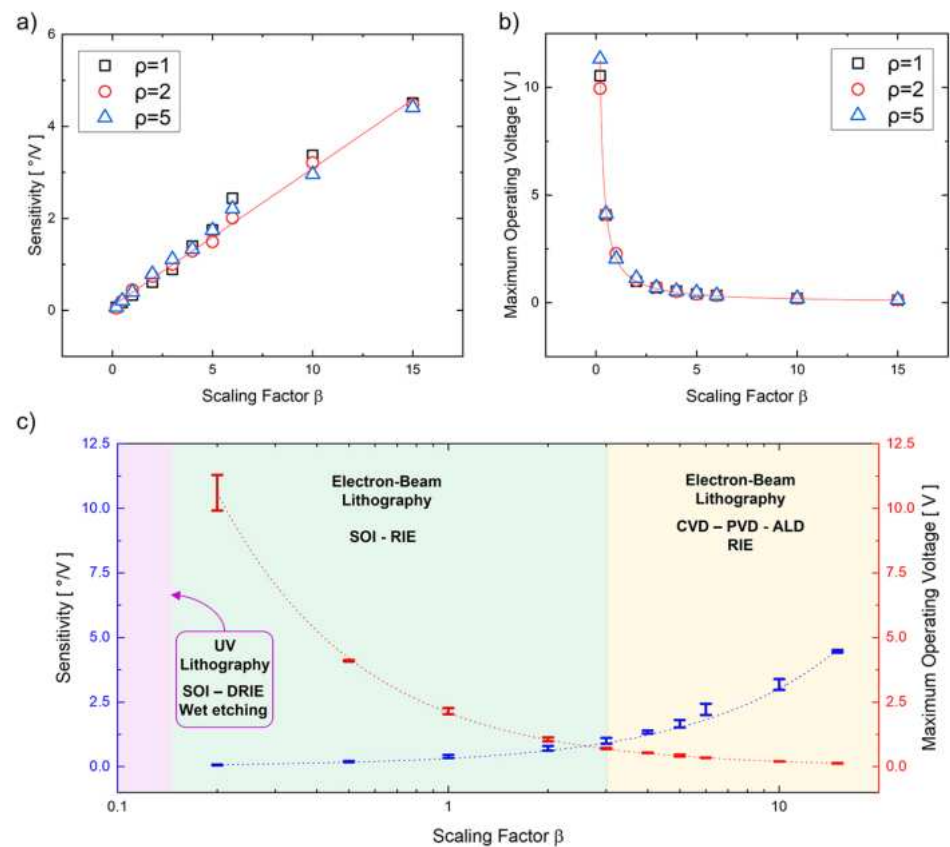 a)
6
4
2
0
Sensitivity [ °/V ]
ρ=1
ρ=2
ρ=5
0
5
10
15
Scaling Factor β
b)
10
5
0
Maximum Operating Voltage [ V ]
ρ=1
ρ=2
ρ=5
0
5
10
15
Scaling Factor β
c)
12.5
10.0
7.5
5.0
2.5
0.0
Sensitivity [ °/V ]
Electron-Beam
Lithography
SOI - RIE
Electron-Beam
Lithography
CVD – PVD - ALD
RIE
UV
Lithography
SOI – DRIE
Wet etching
12.5
10.0
7.5
5.0
2.5
0.0
Maximum Operating Voltage [ V ]
0.1
1
10
Scaling Factor β